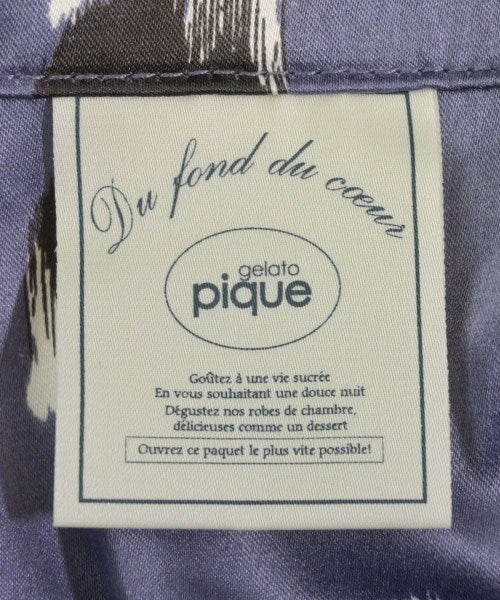 Du fond du cœur
gelato
pique
Goûtez à une vie sucrée
En vous souhaitant une douce nuit
Dégustez nos robes de chambre,
délicieuses comme un dessert
Ouvrez ce paquet le plus vite possible!